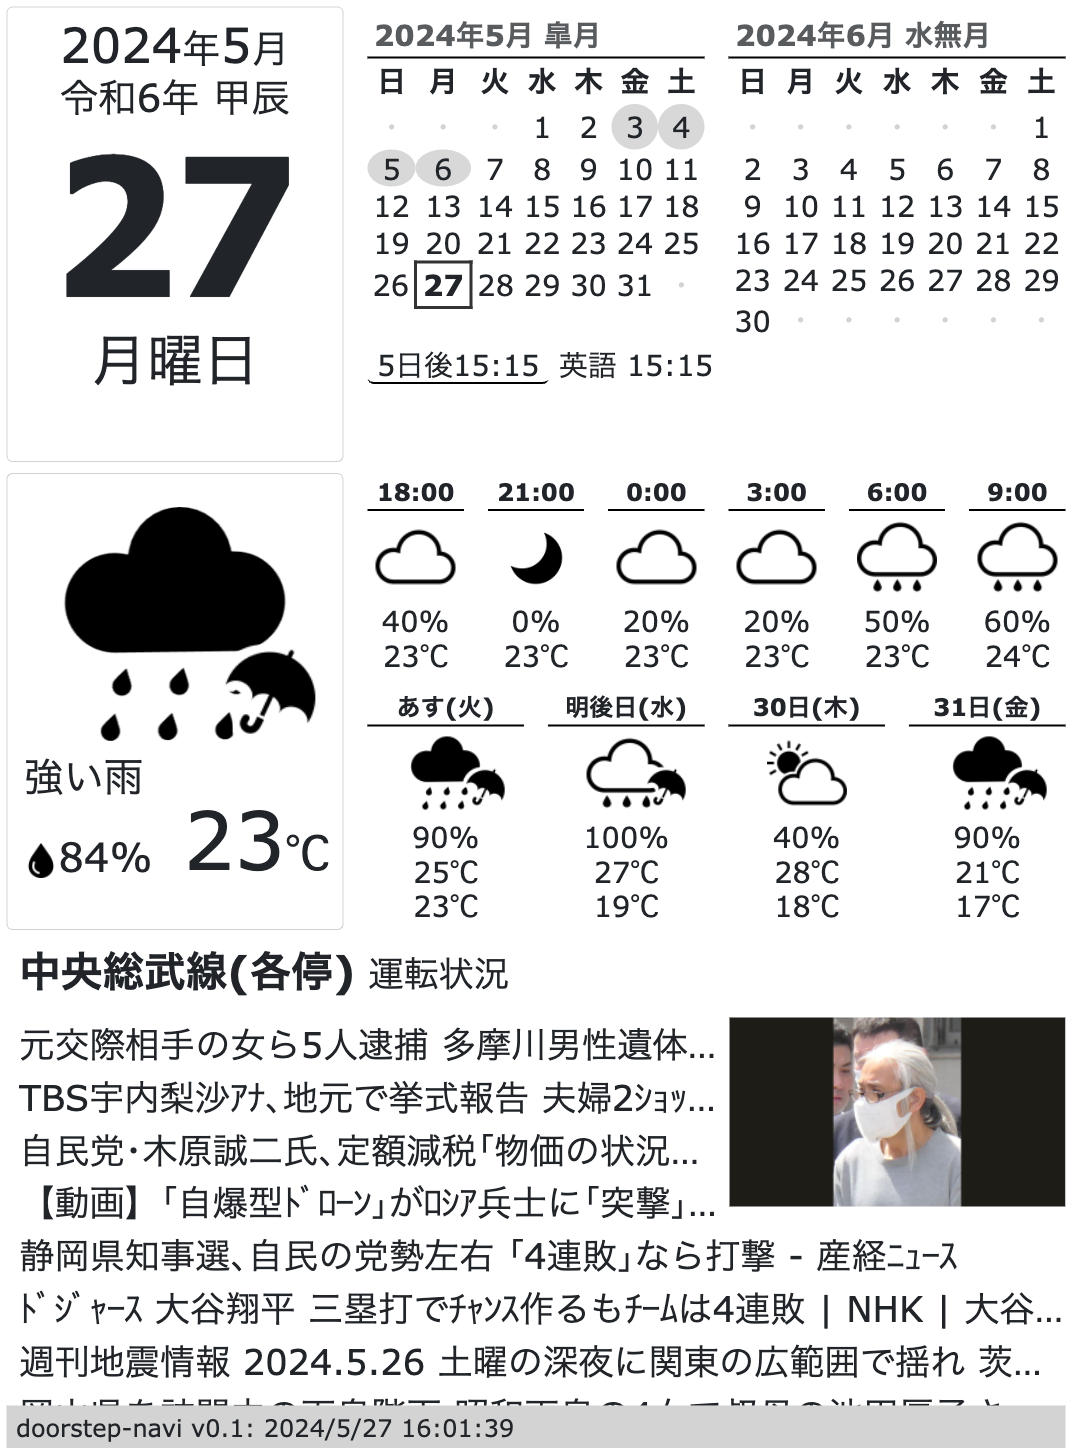 2024年5月
令和6年 甲辰
27
月曜日
2024年5月 皐月
日 月 火 水 木 金 土
・ ・ ・ 1 2 3 4
5 6 7 8 9 10 11
12 13 14 15 16 17 18
19 20 21 22 23 24 25
26 27 28 29 30 31 ・
2024年6月 水無月
日 月 火 水 木 金 土
・ ・ ・ ・ ・ ・ 1
2 3 4 5 6 7 8
9 10 11 12 13 14 15
16 17 18 19 20 21 22
23 24 25 26 27 28 29
30 ・ ・ ・ ・ ・ ・
5日後15:15 英語 15:15
強い雨
84% 23℃
18:00 21:00 0:00 3:00 6:00 9:00
40% 0% 20% 20% 50% 60%
23℃ 23℃ 23℃ 23℃ 23℃ 24℃
あす(火) 明後日(水) 30日(木) 31日(金)
90% 100% 40% 90%
25℃ 27℃ 28℃ 21℃
23℃ 19℃ 18℃ 17℃
中央総武線(各停) 運転状況
元交際相手の女ら5人逮捕 多摩川男性遺体...
TBS宇内梨沙ｱﾅ、地元で挙式報告 夫婦2ｼｮｯ...
自民党・木原誠二氏、定額減税「物価の状況...
【動画】「自爆型ﾄﾞﾛｰﾝ」がﾛｼｱ兵士に「突撃」...
静岡県知事選、自民の党勢左右 「4連敗」なら打撃 - 産経ﾆｭｰｽ
ﾄﾞｼﾞｬｰｽ 大谷翔平 三塁打でﾁｬﾝｽ作るもﾁｰﾑは4連敗 | NHK | 大谷...
週刊地震情報 2024.5.26 土曜の深夜に関東の広範囲で揺れ 茨...
doorstep-navi v0.1: 2024/5/27 16:01:39